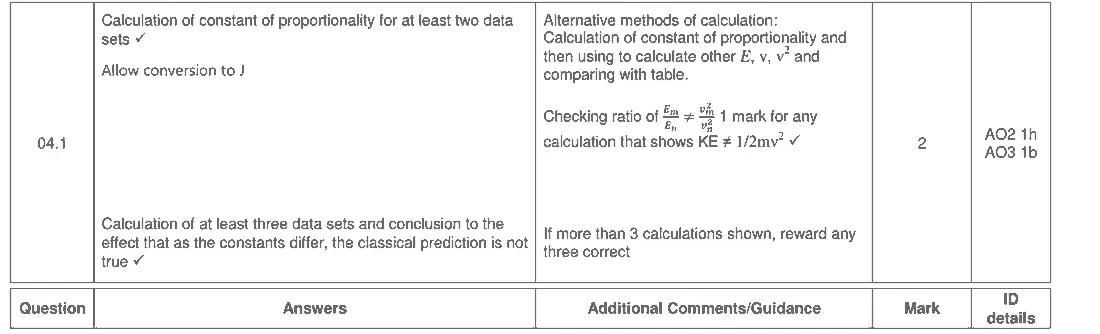 04.1
Calculation of constant of proportionality for at least two data
sets ✓
Allow conversion to J
Calculation of at least three data sets and conclusion to the
effect that as the constants differ, the classical prediction is not
true ✓
Alternative methods of calculation:
Calculation of constant of proportionality and
then using to calculate other E, v, v² and
comparing with table.
Checking ratio of Eₘ/Eₙ ≠ vₘ²/vₙ² 1 mark for any
calculation that shows KE ≠ 1/2mv² ✓
If more than 3 calculations shown, reward any
three correct
2
AO2 1h
AO3 1b
Question
Answers
Additional Comments/Guidance
Mark
ID
details